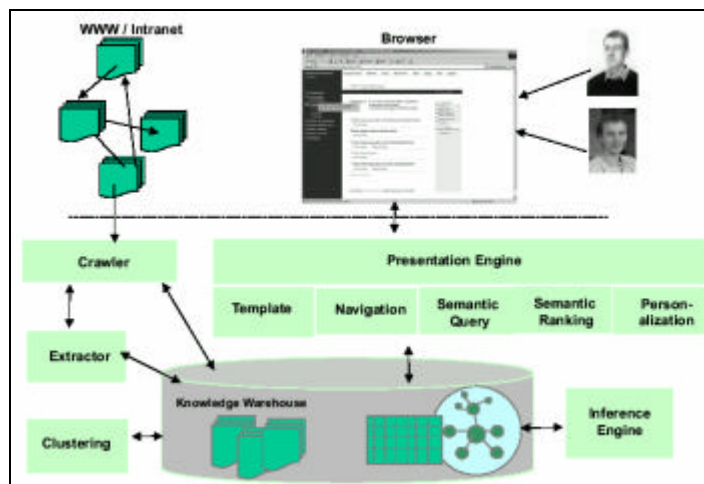 WWW / Intranet
Browser
Crawler
Presentation Engine
Template
Navigation
Semantic
Query
Semantic
Ranking
Person-
alization
Extractor
Knowledge Warehouse
Clustering
Inference
Engine